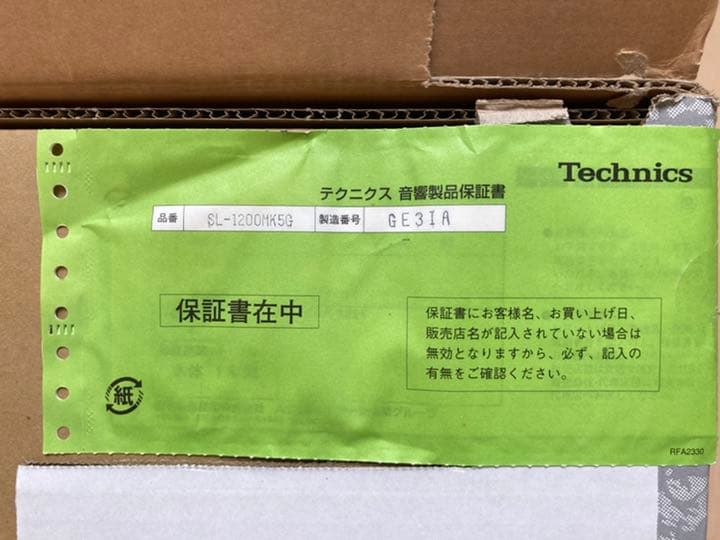 Technics
テクニクス 音響製品保証書
品番 SL-1200MK5G 製造番号 GE3IA
保証書在中
保証書にお客様名、お買い上げ日、
販売店名が記入されていない場合は
無効となりますから、必ず、記入の
有無をご確認ください。
紙
RFA2330